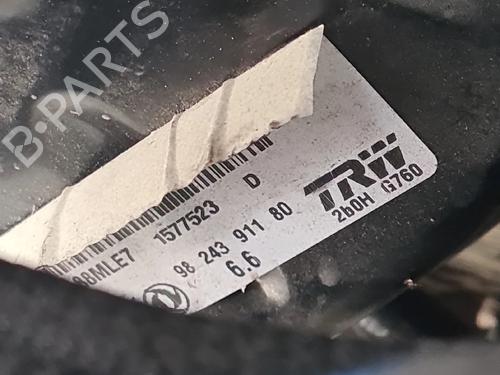 B-PARTS
98MLE7 1577523 D
98 243 911 80
6.6
TRW
2b0H G760